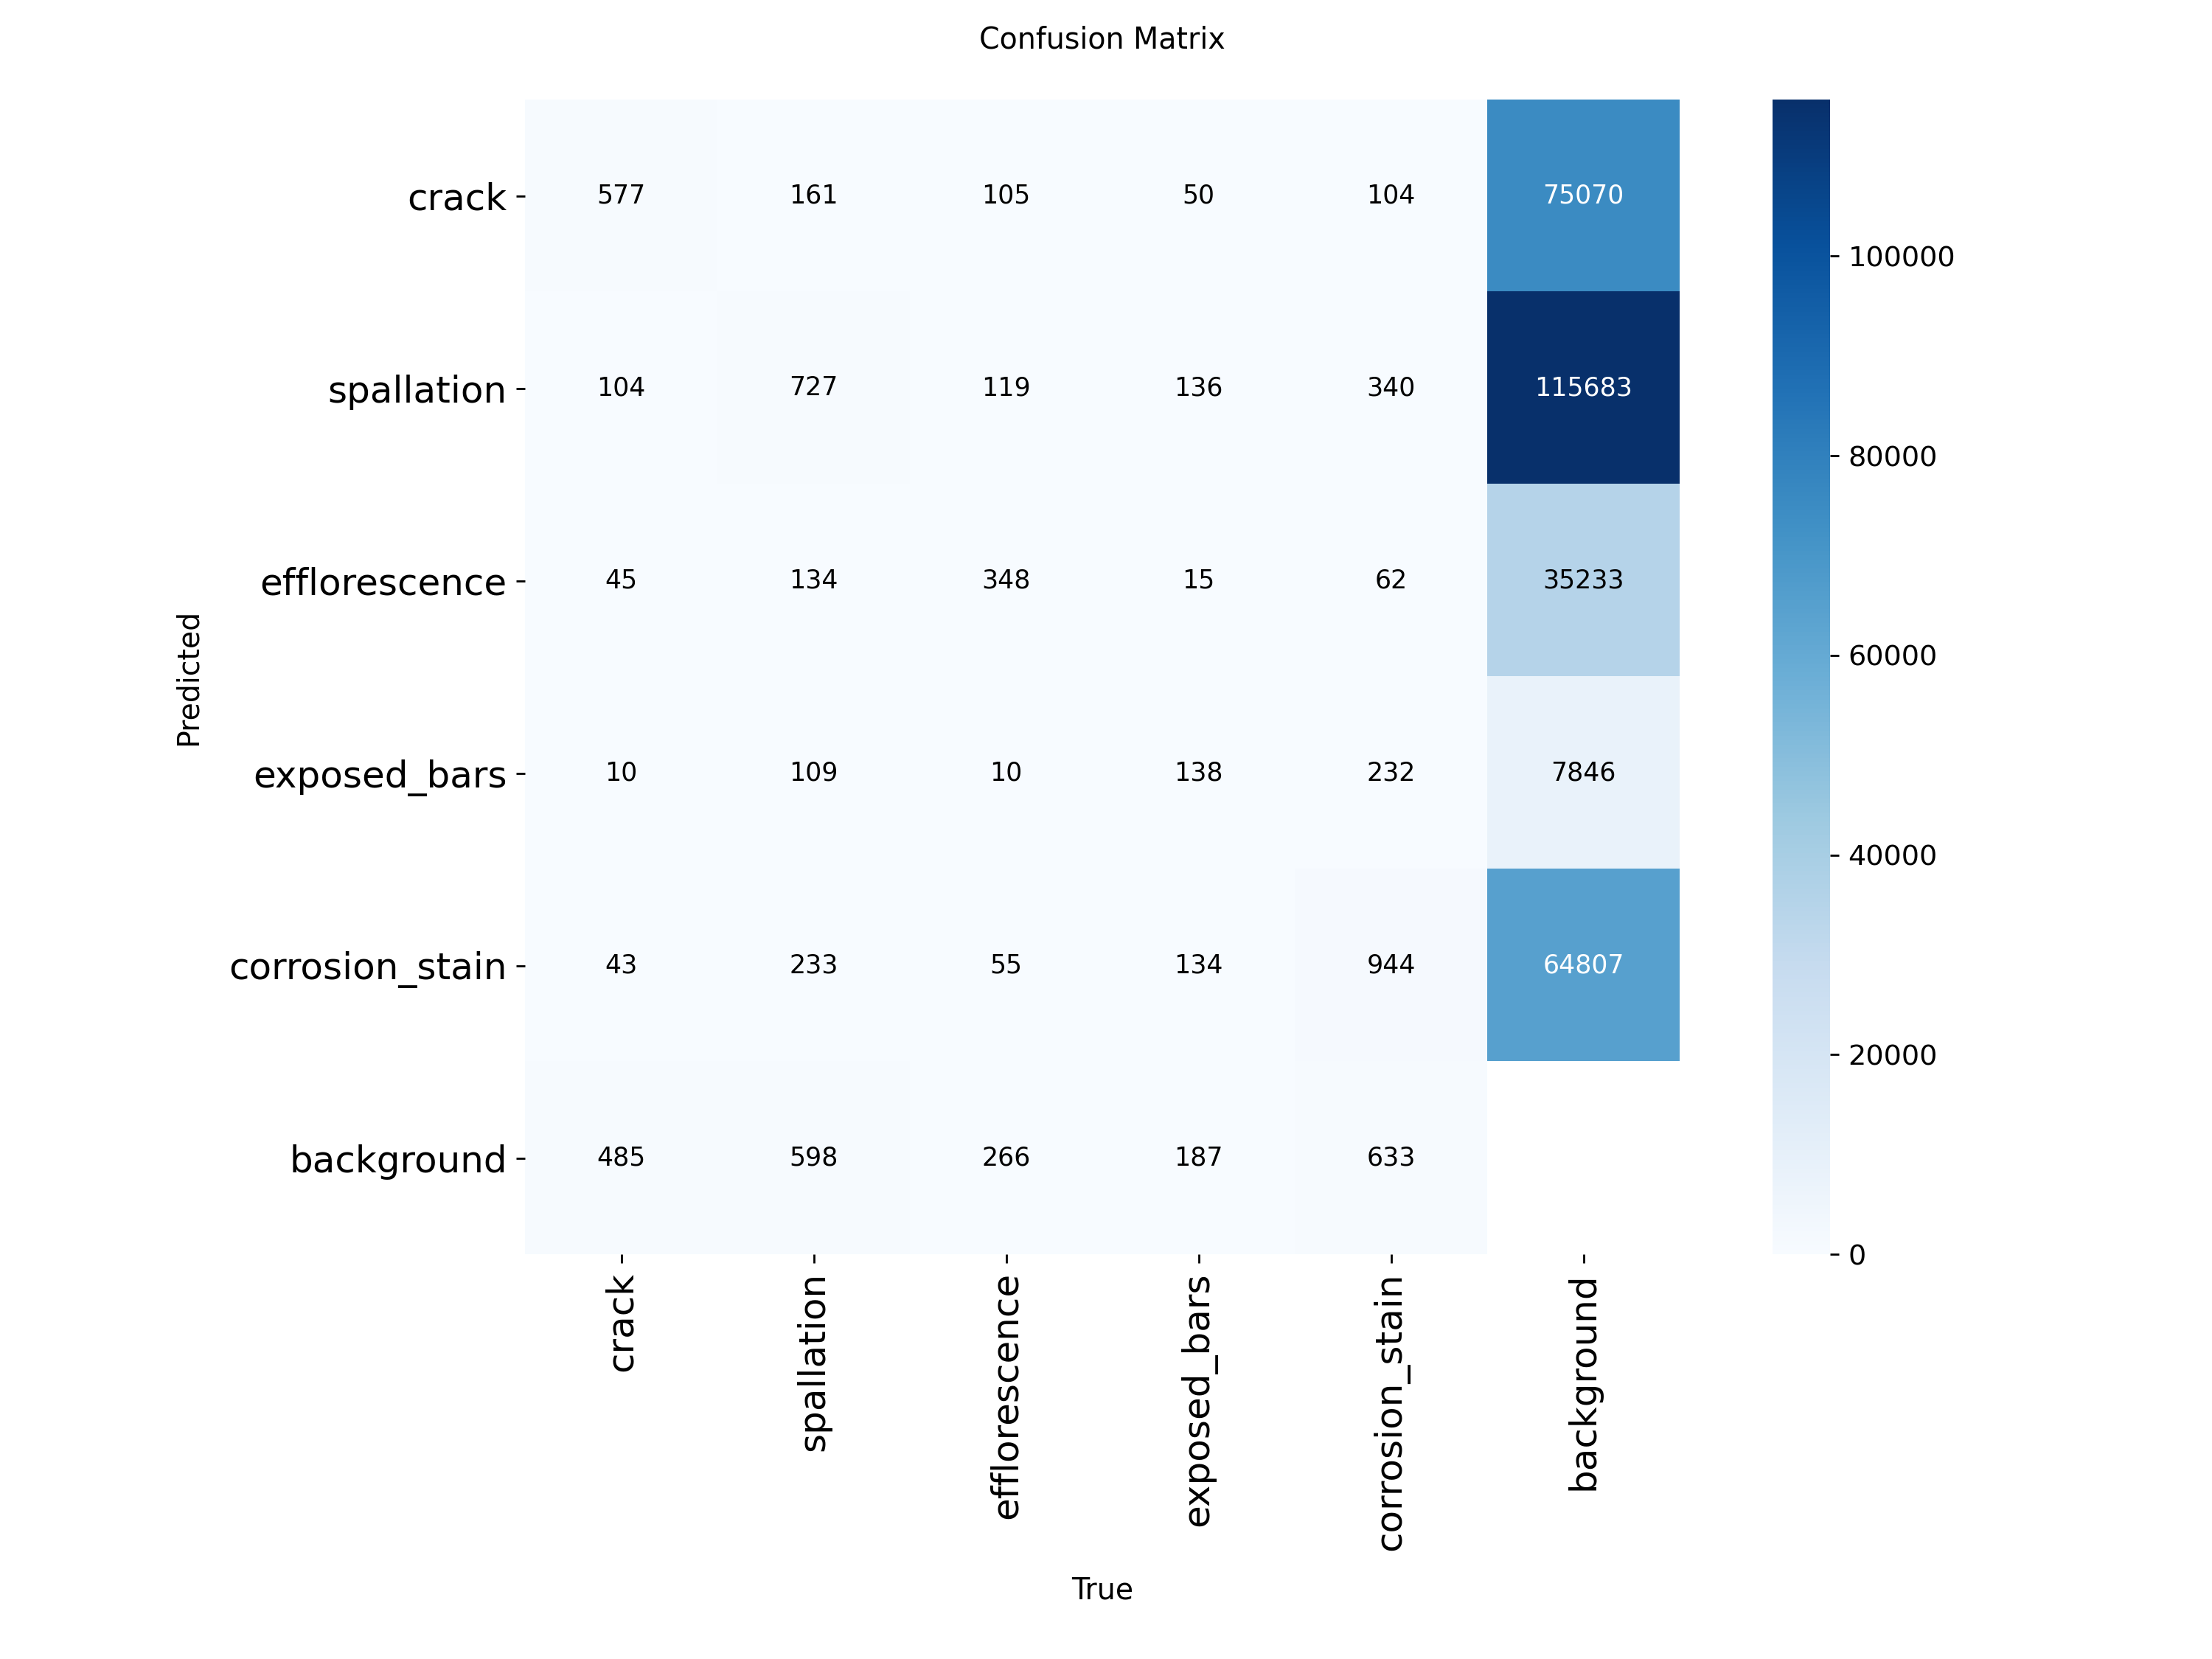 Confusion Matrix
crack 577 161 105 50 104 75070
spallation 104 727 119 136 340 115683
efflorescence 45 134 348 15 62 35233
exposed_bars 10 109 10 138 232 7846
corrosion_stain 43 233 55 134 944 64807
background 485 598 266 187 633
Predicted
crack
spallation
efflorescence
exposed_bars
corrosion_stain
background
True
100000
80000
60000
40000
20000
0